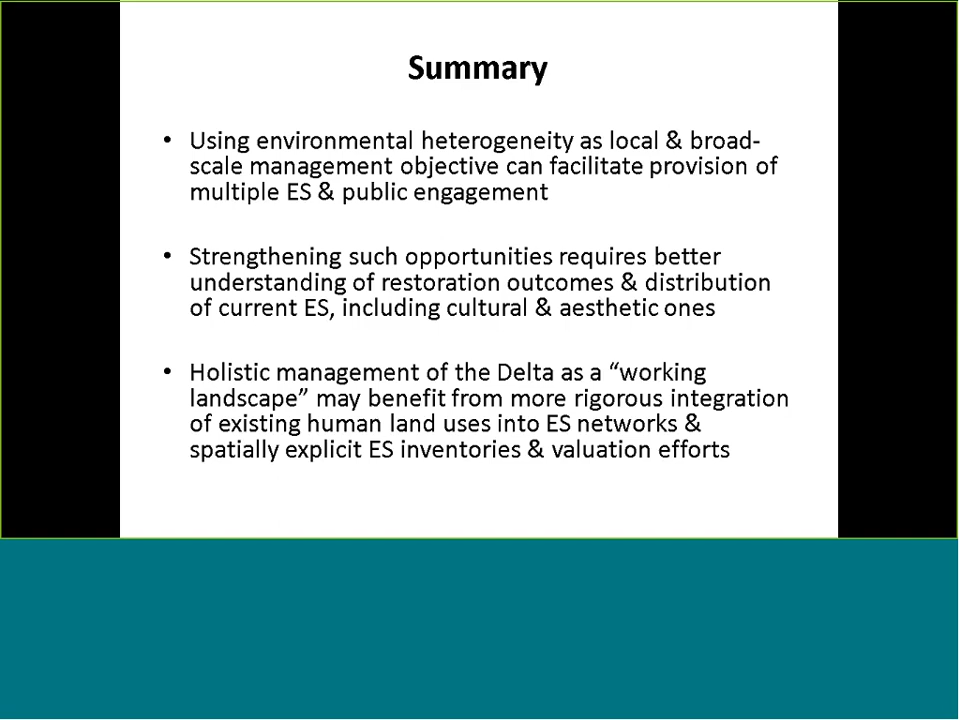 Summary
• Using environmental heterogeneity as local & broad-
scale management objective can facilitate provision of
multiple ES & public engagement
• Strengthening such opportunities requires better
understanding of restoration outcomes & distribution
of current ES, including cultural & aesthetic ones
• Holistic management of the Delta as a “working
landscape” may benefit from more rigorous integration
of existing human land uses into ES networks &
spatially explicit ES inventories & valuation efforts